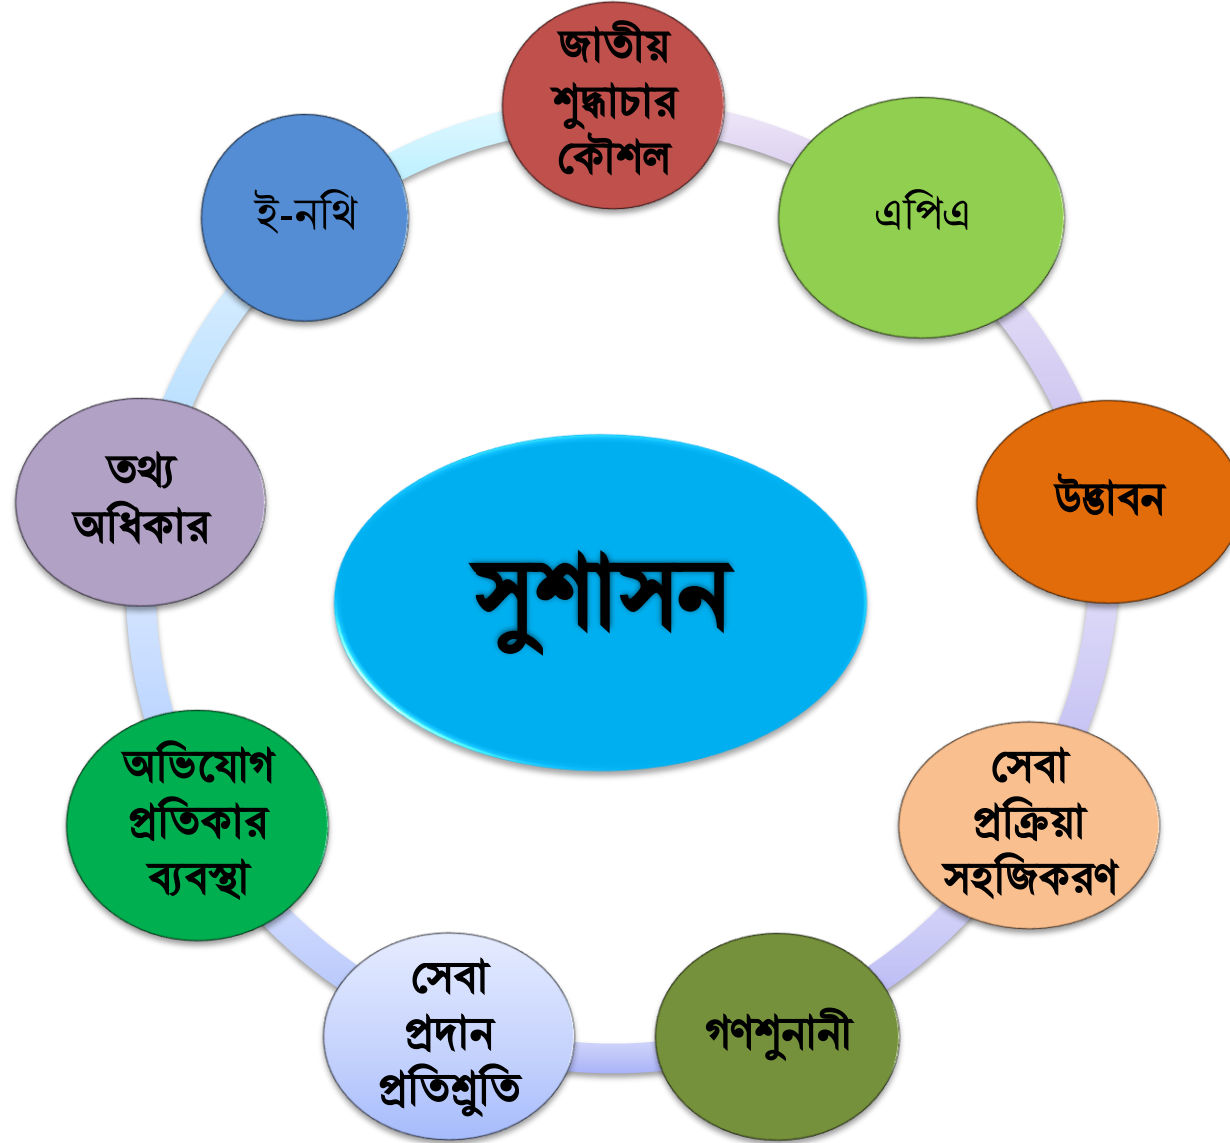 জাতীয়
শুদ্ধাচার
কৌশল
এপিএ
উদ্ভাবন
সেবা
প্রক্রিয়া
সহজিকরণ
গণশুনানী
সেবা
প্রদান
প্রতিশ্রুতি
অভিযোগ
প্রতিকার
ব্যবস্থা
তথ্য
অধিকার
ই-নথি
সুশাসন